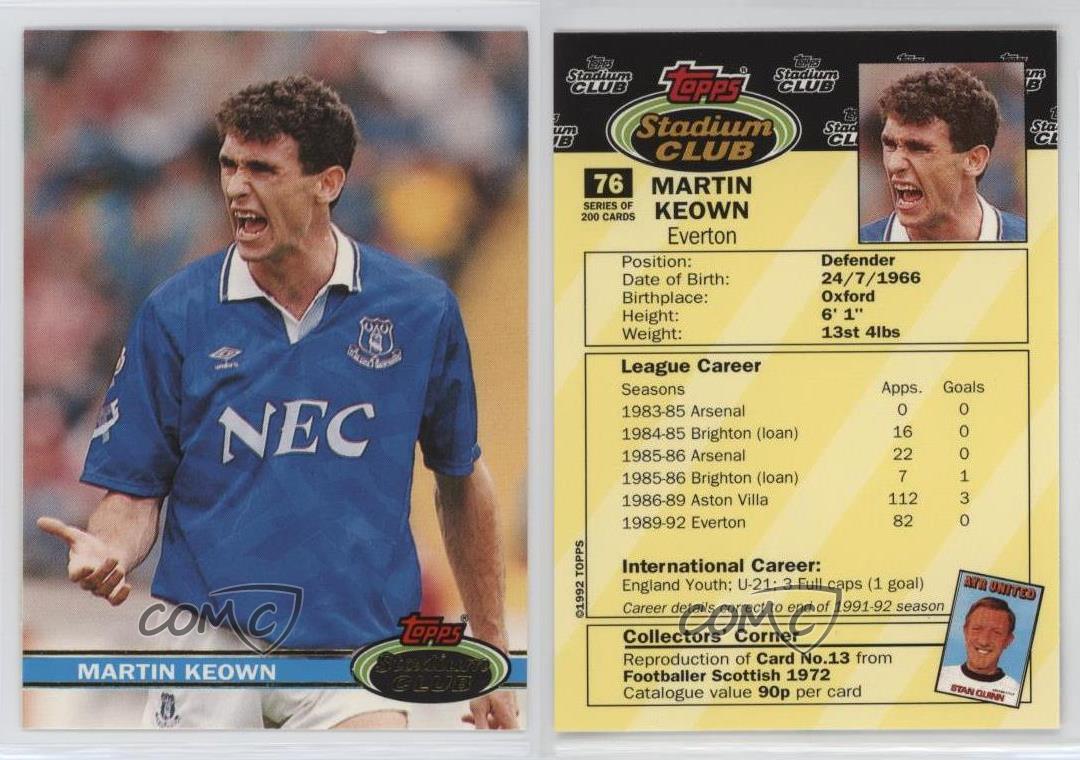 umbro
NEC
COMC
MARTIN KEOWN
Topps
Stadium
CLUB
Topps
Stadium
CLUB
Topps
Stadium
CLUB
Topps
Stadium
CLUB
76
SERIES OF
200 CARDS
MARTIN
KEOWN
Everton
Position: Defender
Date of Birth: 24/7/1966
Birthplace: Oxford
Height: 6' 1"
Weight: 13st 4lbs
League Career
Seasons Apps. Goals
1983-85 Arsenal 0 0
1984-85 Brighton (loan) 16 0
1985-86 Arsenal 22 0
1985-86 Brighton (loan) 7 1
1986-89 Aston Villa 112 3
1989-92 Everton 82 0
International Career:
England Youth; U-21; 3 Full caps (1 goal)
Career details correct to end of 1991-92 season
©1992 TOPPS
COMC
Collectors' Corner
Reproduction of Card No.13 from
Footballer Scottish 1972
Catalogue value 90p per card
AYR UNITED
STAN QUINN